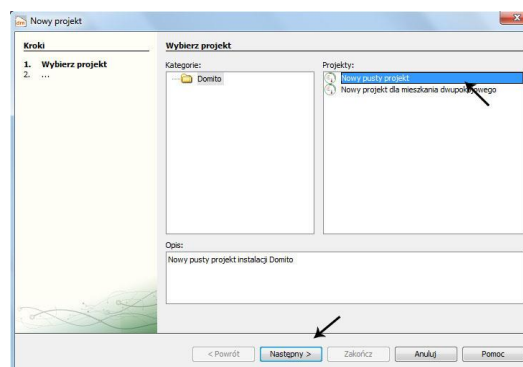 Nowy projekt
Kroki
1. Wybierz projekt
2. ...
Wybierz projekt
Kategorie:
Domito
Projekty:
Nowy pusty projekt
Nowy projekt dla mieszkania dwupokojowego
Opis:
Nowy pusty projekt instalacji Domito
< Powrót
Następny >
Zakończ
Anuluj
Pomoc